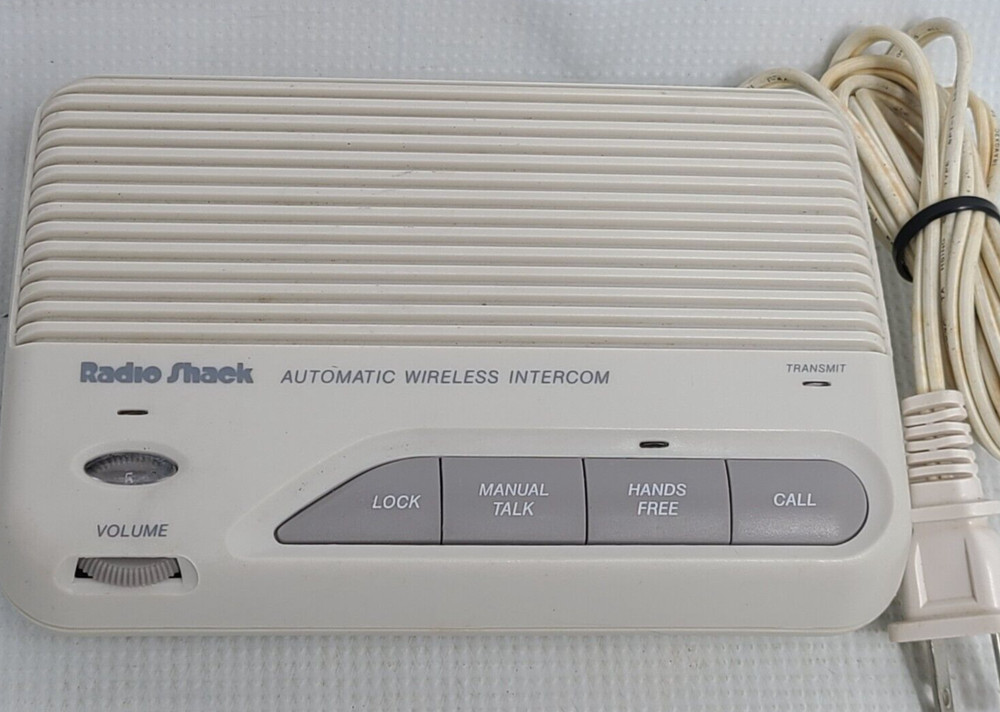 Radio Shack AUTOMATIC WIRELESS INTERCOM
TRANSMIT
VOLUME
LOCK
MANUAL
TALK
HANDS
FREE
CALL